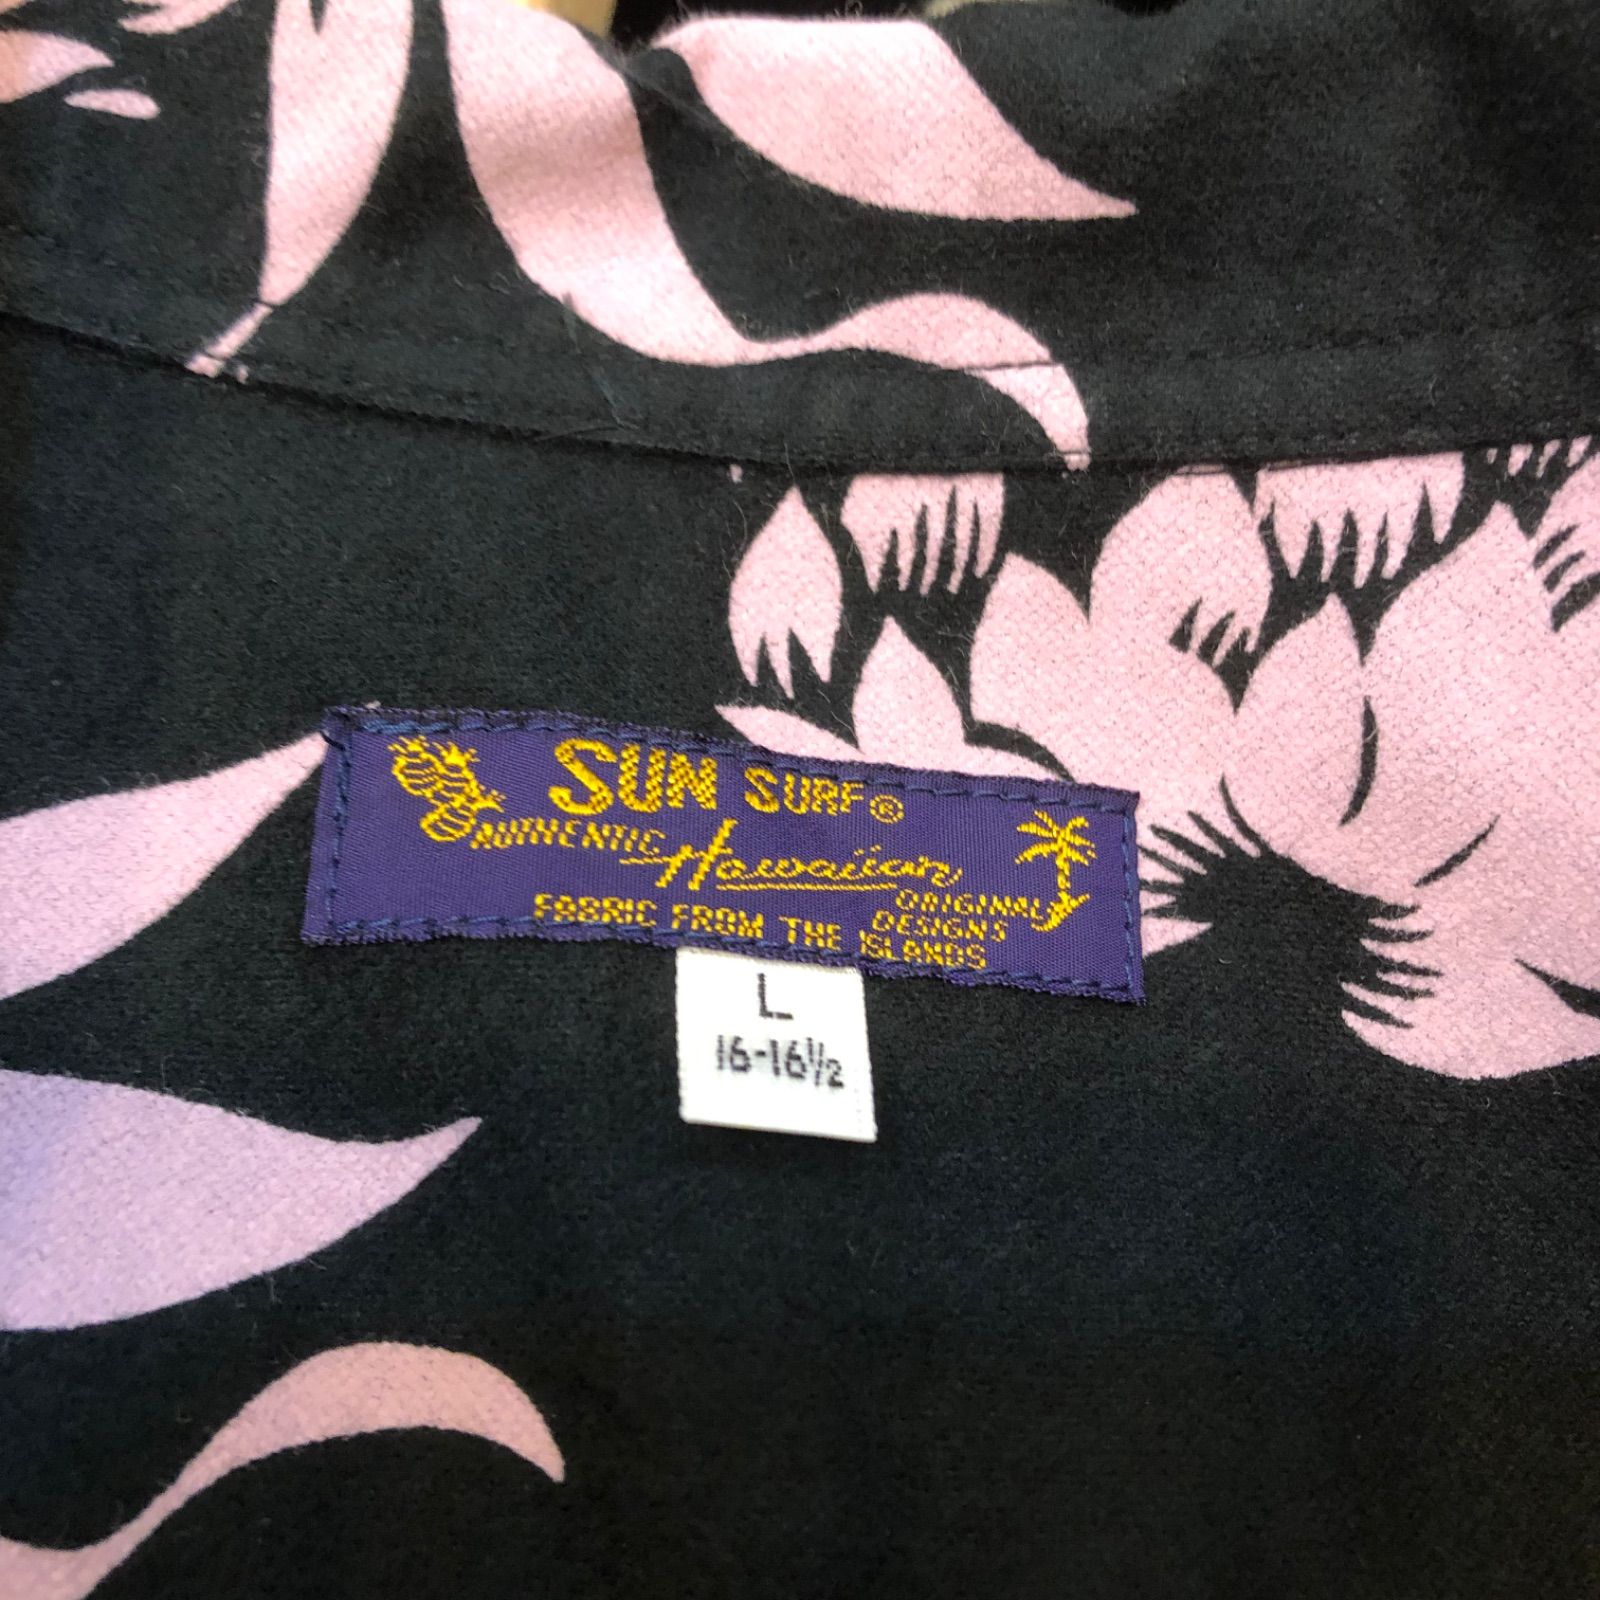 SUN SURF®
AUTHENTIC Hawaiian
ORIGINAL
DESIGNS
FABRIC FROM THE ISLANDS
L
16-16½